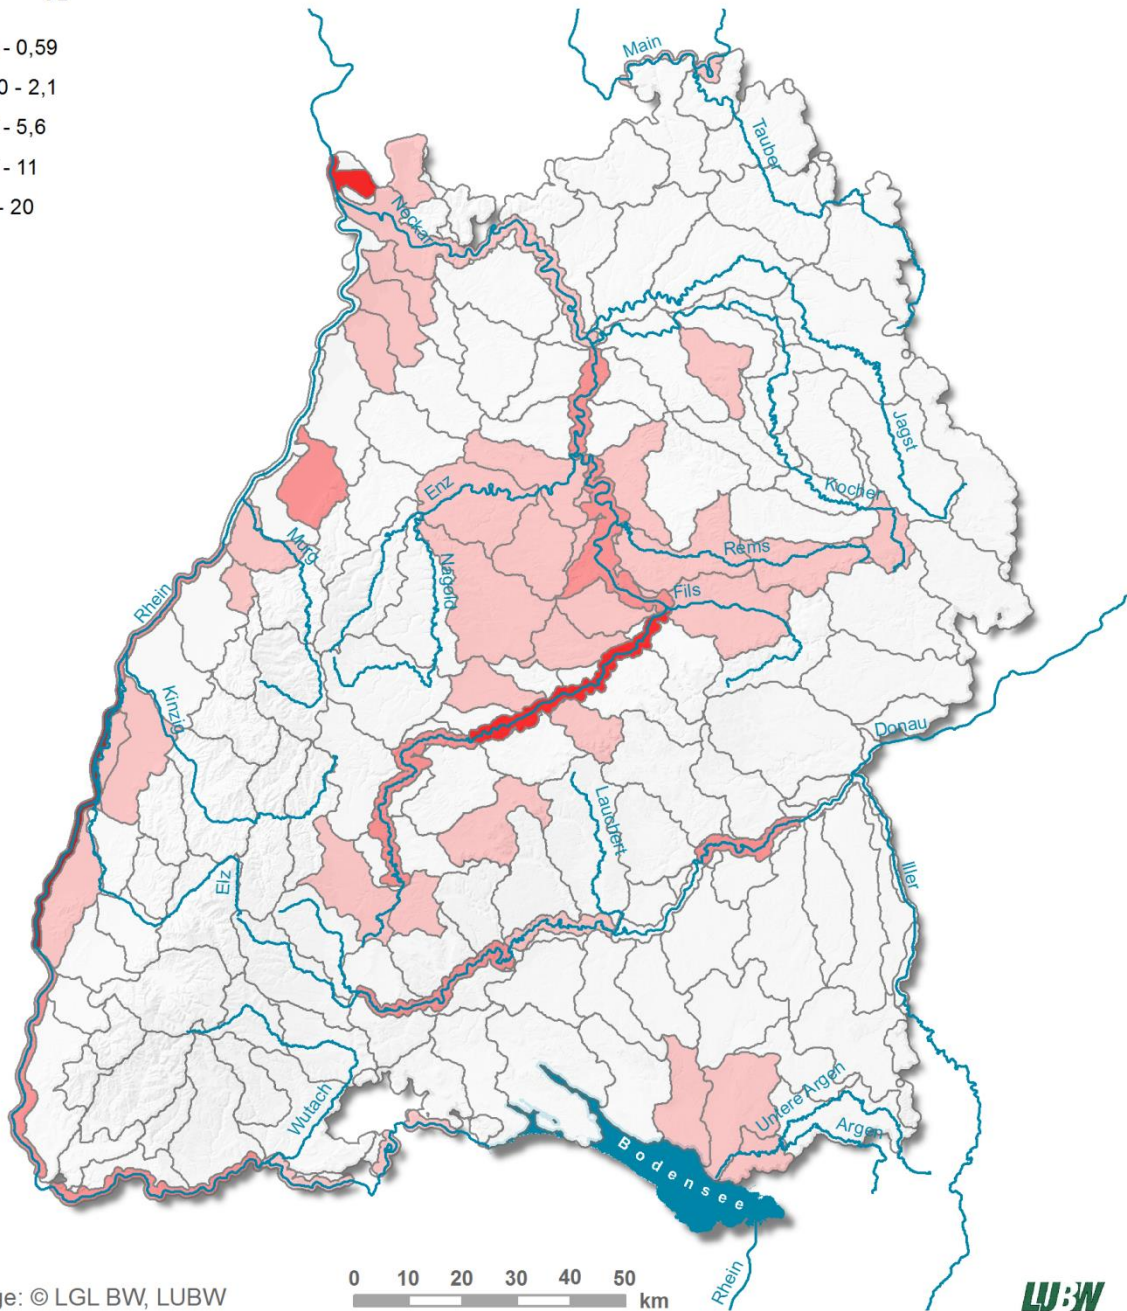 - 0,59
0 - 2,1
- 5,6
- 11
- 20
Main
Tauber
Neckar
Jagst
Kocher
Enz
Murg
Nagold
Rems
Fils
Rhein
Kinzig
Donau
Lauchert
Iller
Elz
Wutach
Untere Argen
Argen
Bodensee
Rhein
0 10 20 30 40 50
km
ge: © LGL BW, LUBW
LUBW